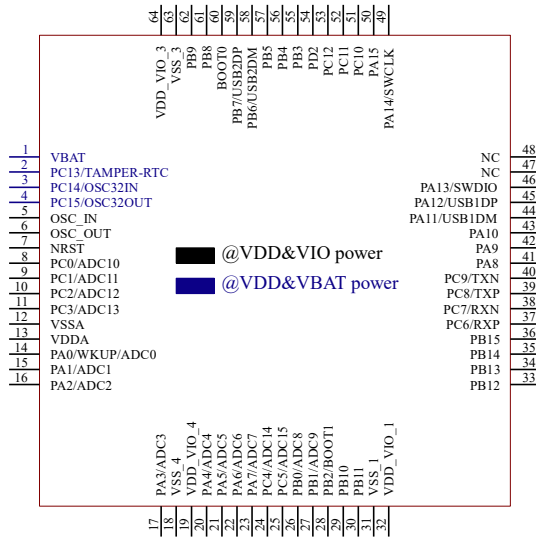 64 VDD_VIO_3
63 VSS_3
62 PB9
61 PB8
60 BOOT0
59 PB7/USB2DP
58 PB6/USB2DM
57 PB5
56 PB4
55 PB3
54 PD2
53 PC12
52 PC11
51 PC10
50 PA15
49 PA14/SWCLK
1 VBAT
2 PC13/TAMPER-RTC
3 PC14/OSC32IN
4 PC15/OSC32OUT
5 OSC_IN
6 OSC_OUT
7 NRST
8 PC0/ADC10
9 PC1/ADC11
10 PC2/ADC12
11 PC3/ADC13
12 VSSA
13 VDDA
14 PA0/WKUP/ADC0
15 PA1/ADC1
16 PA2/ADC2
@VDD&VIO power
@VDD&VBAT power
NC 48
NC 47
PA13/SWDIO 46
PA12/USB1DP 45
PA11/USB1DM 44
PA10 43
PA9 42
PA8 41
PC9/TXN 40
PC8/TXP 39
PC7/RXN 38
PC6/RXP 37
PB15 36
PB14 35
PB13 34
PB12 33
17 PA3/ADC3
18 VSS_4
19 VDD_VIO_4
20 PA4/ADC4
21 PA5/ADC5
22 PA6/ADC6
23 PA7/ADC7
24 PC4/ADC14
25 PC5/ADC15
26 PB0/ADC8
27 PB1/ADC9
28 PB2/BOOT1
29 PB10
30 PB11
31 VSS_1
32 VDD_VIO_1